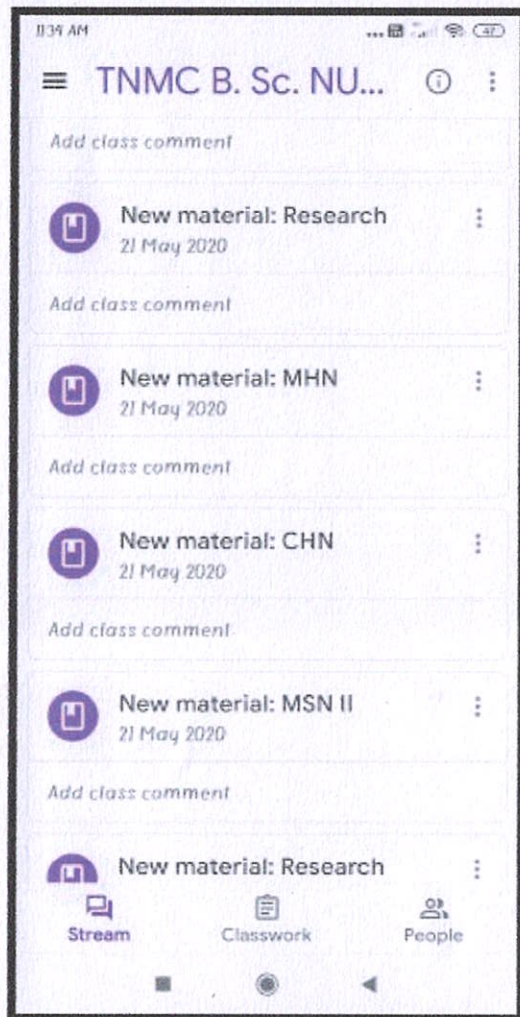 11:39 AM
47
TNMC B. Sc. NU...
Add class comment
New material: Research
21 May 2020
Add class comment
New material: MHN
21 May 2020
Add class comment
New material: CHN
21 May 2020
Add class comment
New material: MSN II
21 May 2020
Add class comment
New material: Research
Stream
Classwork
People